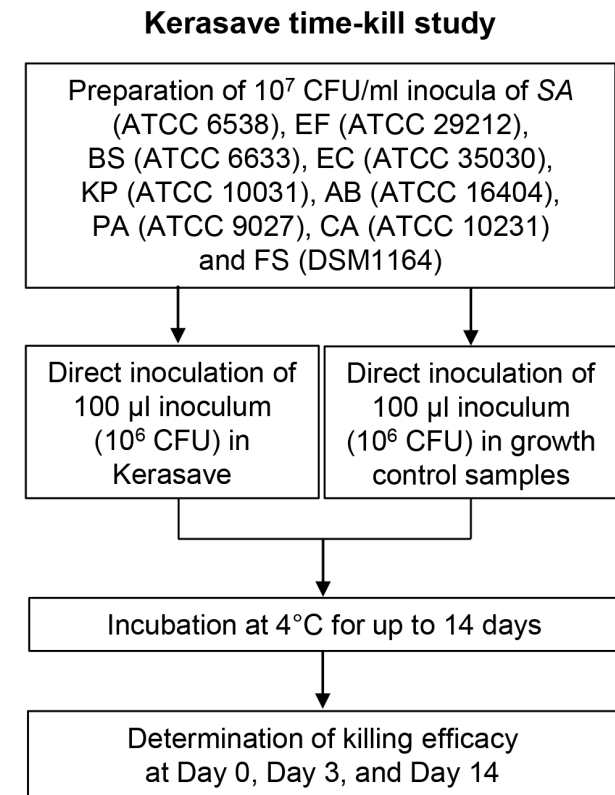 Kerasave time-kill study
Preparation of 10⁷ CFU/ml inocula of SA
(ATCC 6538), EF (ATCC 29212),
BS (ATCC 6633), EC (ATCC 35030),
KP (ATCC 10031), AB (ATCC 16404),
PA (ATCC 9027), CA (ATCC 10231)
and FS (DSM1164)
Direct inoculation of
100 µl inoculum
(10⁶ CFU) in
Kerasave
Direct inoculation of
100 µl inoculum
(10⁶ CFU) in growth
control samples
Incubation at 4°C for up to 14 days
Determination of killing efficacy
at Day 0, Day 3, and Day 14